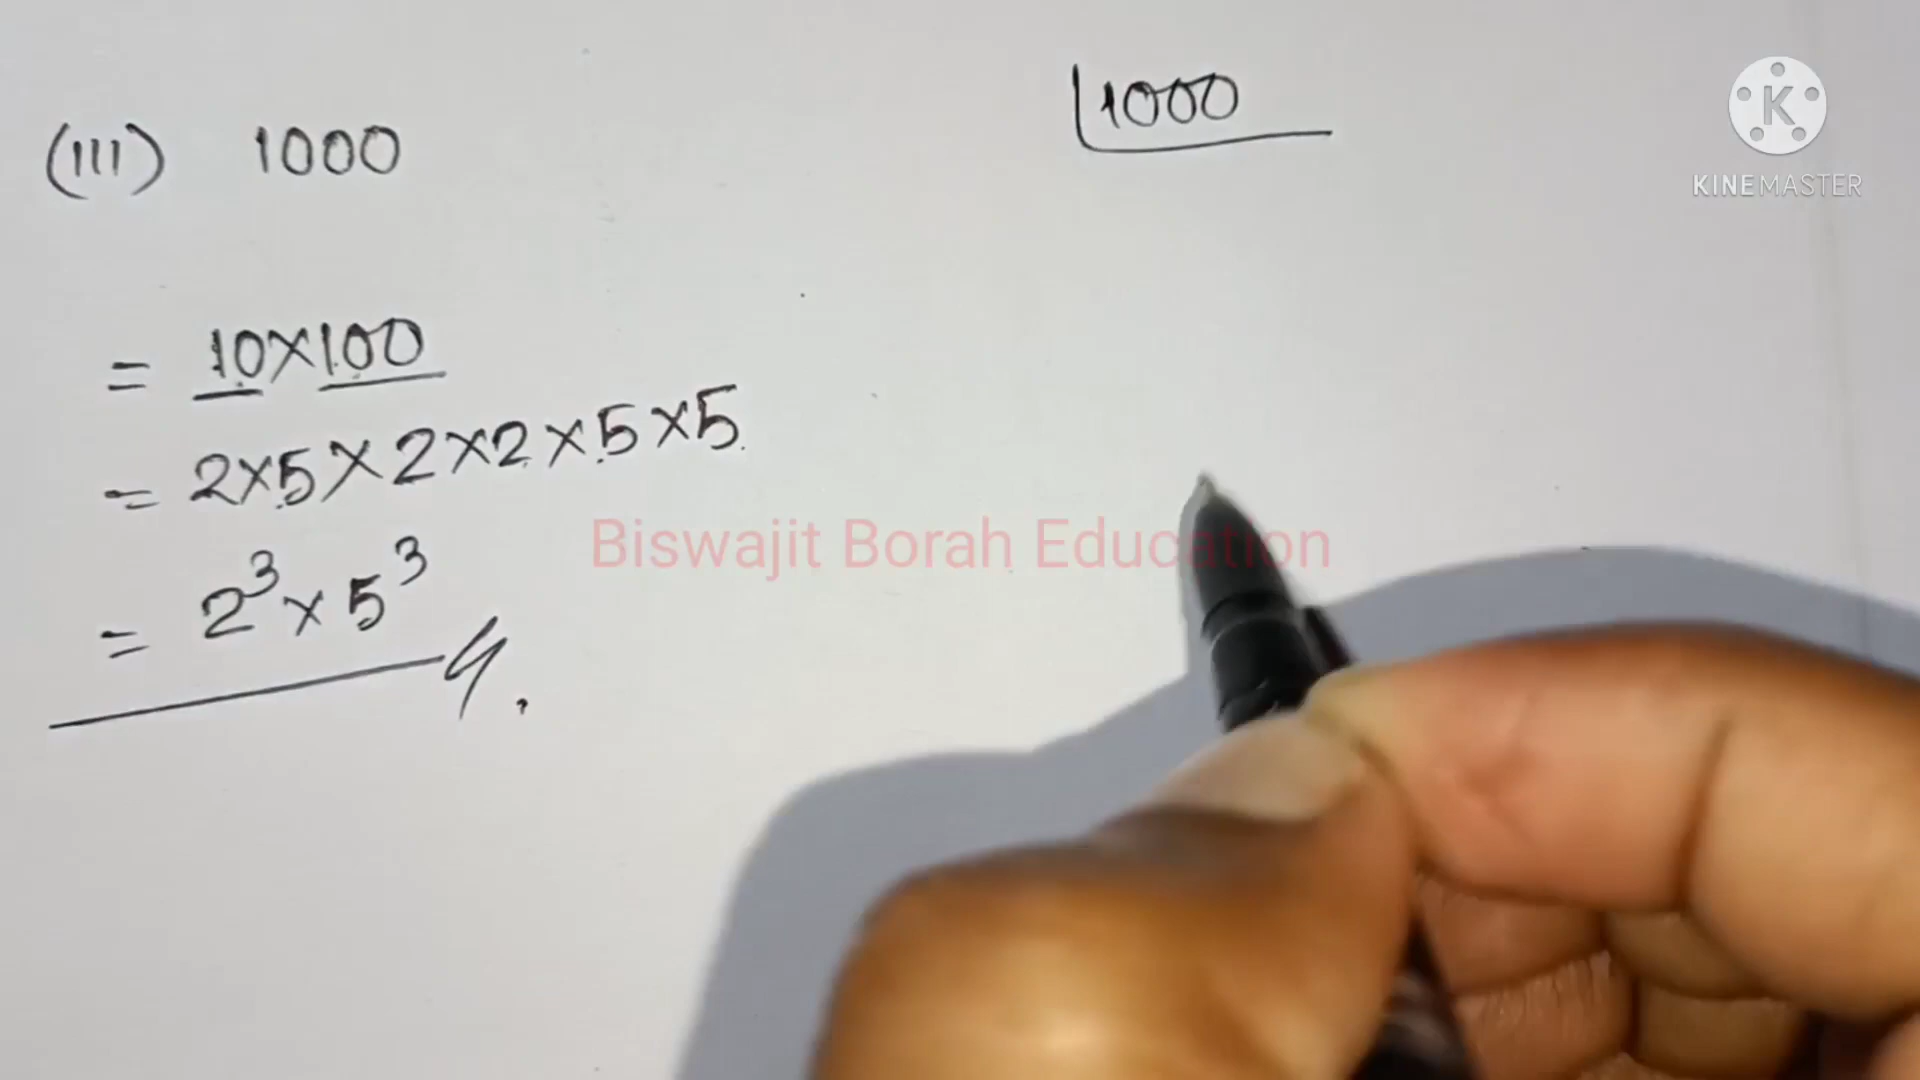 (III) 1000
= 10×100
= 2×5×2×2×5×5
= 2³×5³
1000
K
KINEMASTER
Biswajit Borah Education